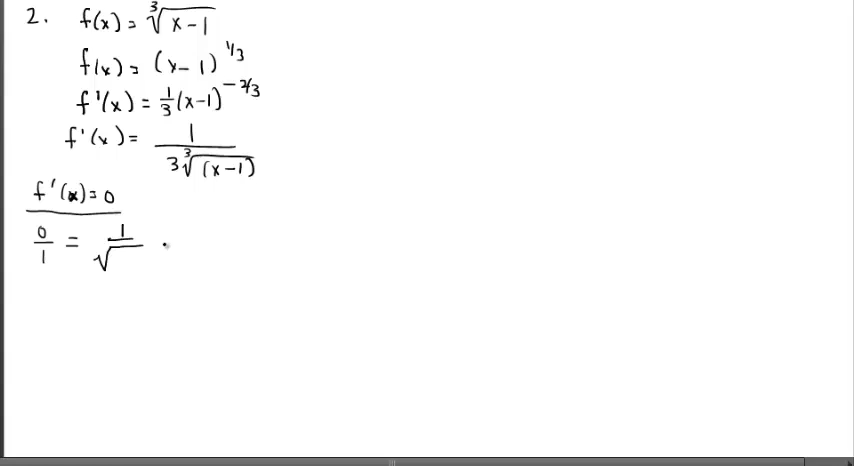 2. f(x) = ∛x-1
f(x) = (x-1)^1/3
f'(x) = 1/3 (x-1)^-2/3
f'(x) = 1/3∛(x-1)
f'(x) = 0
0/1 = 1/√